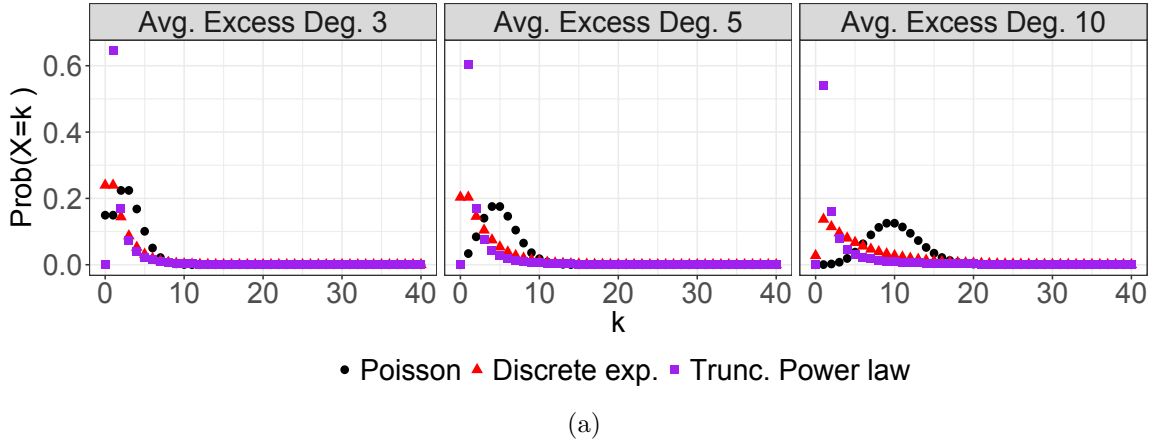 Avg. Excess Deg. 3 Avg. Excess Deg. 5 Avg. Excess Deg. 10
0.6
0.4
0.2
0.0
Prob(X=k )
0 10 20 30 40 0 10 20 30 40 0 10 20 30 40
k
Poisson Discrete exp. Trunc. Power law
(a)